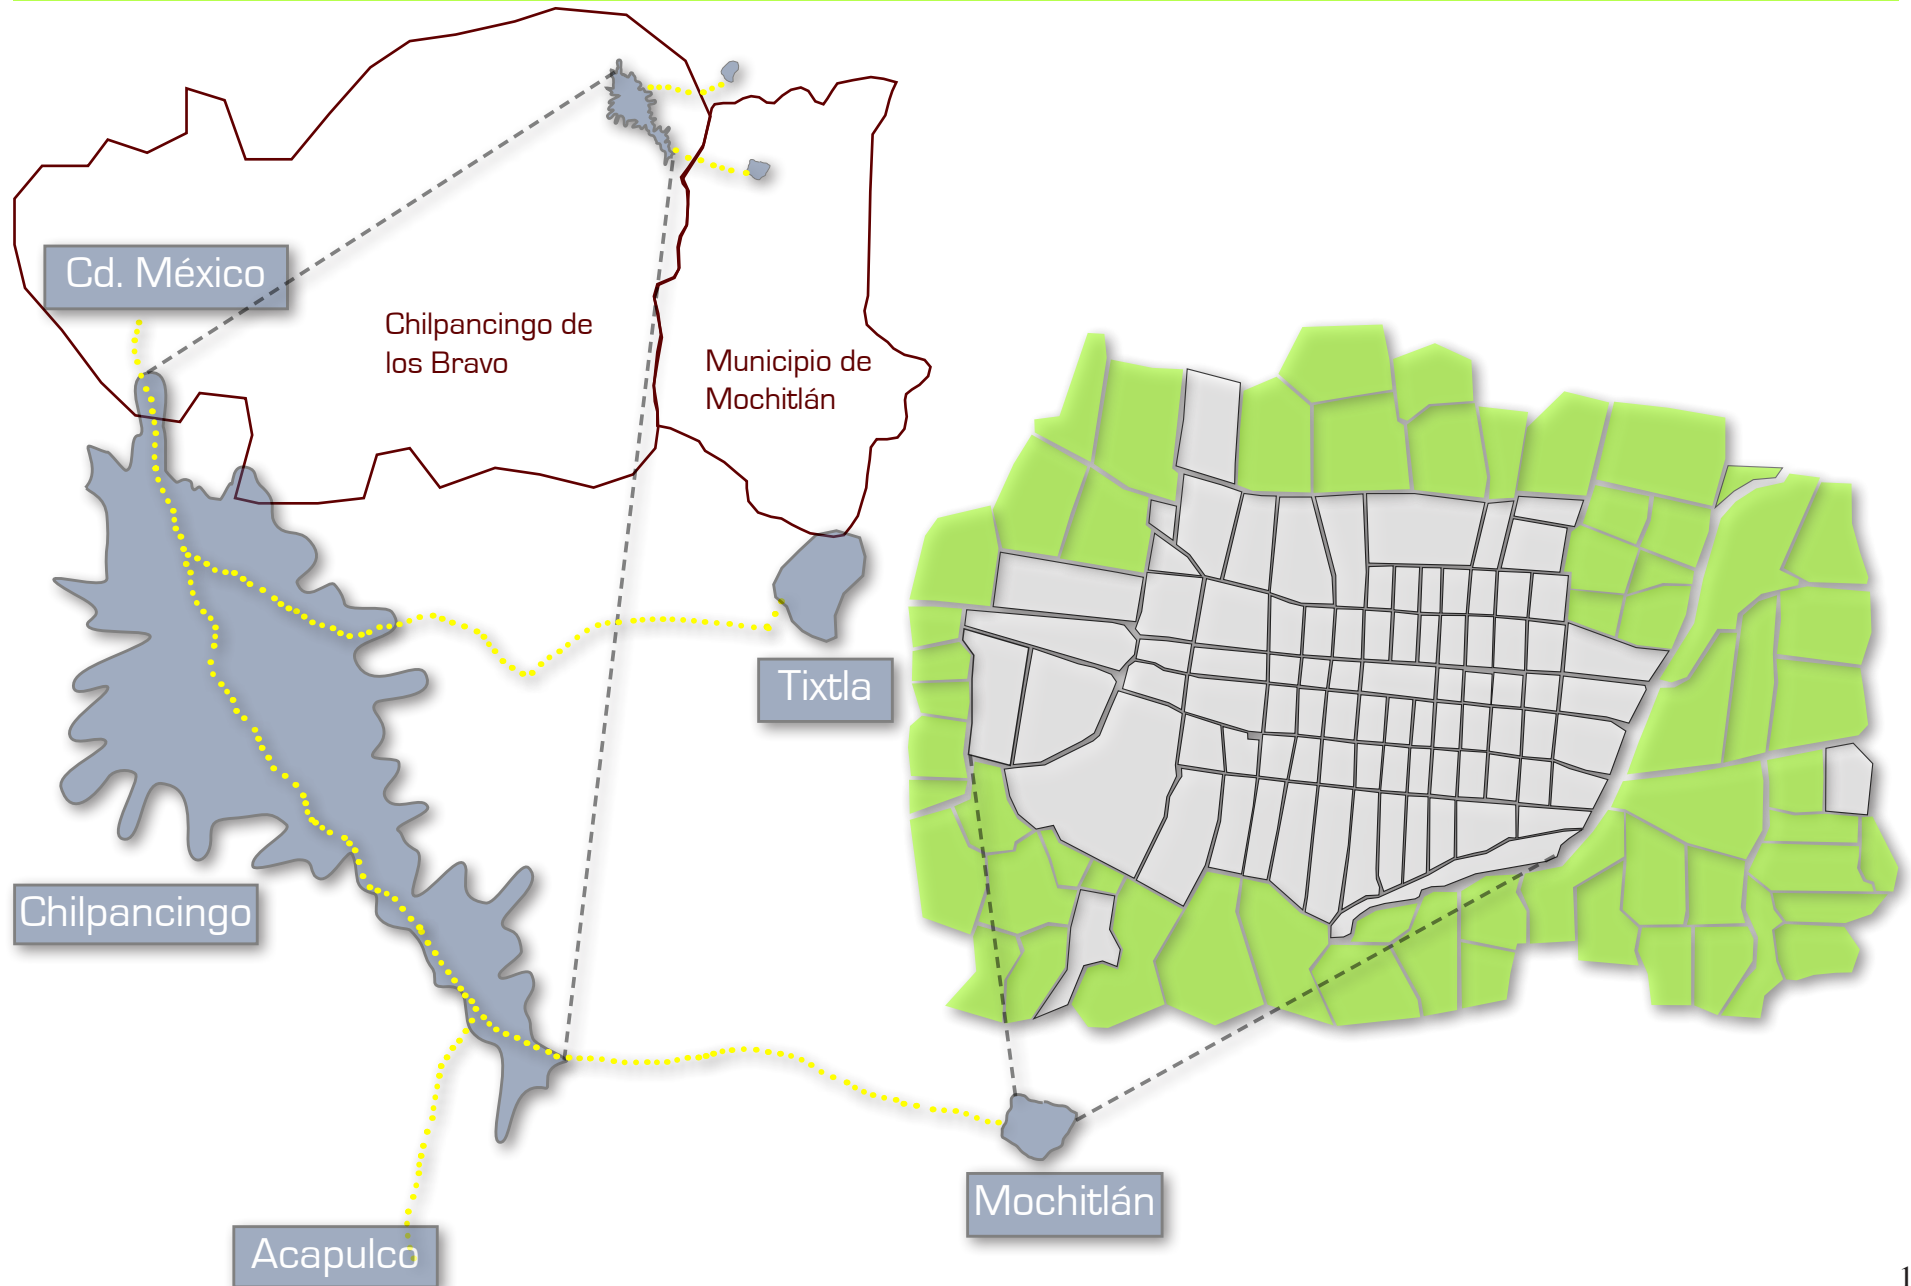 Cd. México
Chilpancingo de
los Bravo
Municipio de
Mochitlán
Tixtla
Chilpancingo
Mochitlán
Acapulco
1